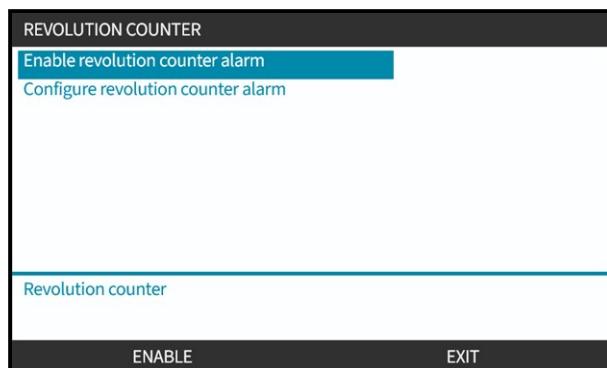 REVOLUTION COUNTER
Enable revolution counter alarm
Configure revolution counter alarm
Revolution counter
ENABLE EXIT